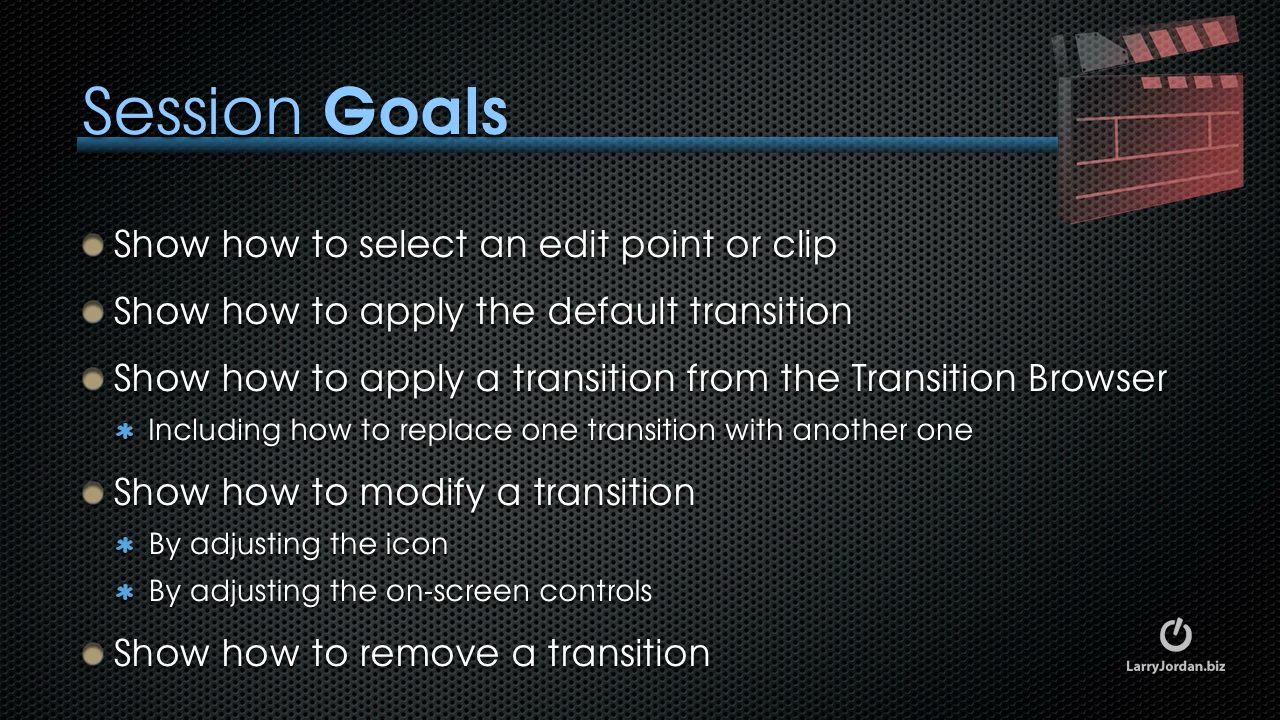 Session Goals
Show how to select an edit point or clip
Show how to apply the default transition
Show how to apply a transition from the Transition Browser
Including how to replace one transition with another one
Show how to modify a transition
By adjusting the icon
By adjusting the on-screen controls
Show how to remove a transition
LarryJordan.biz